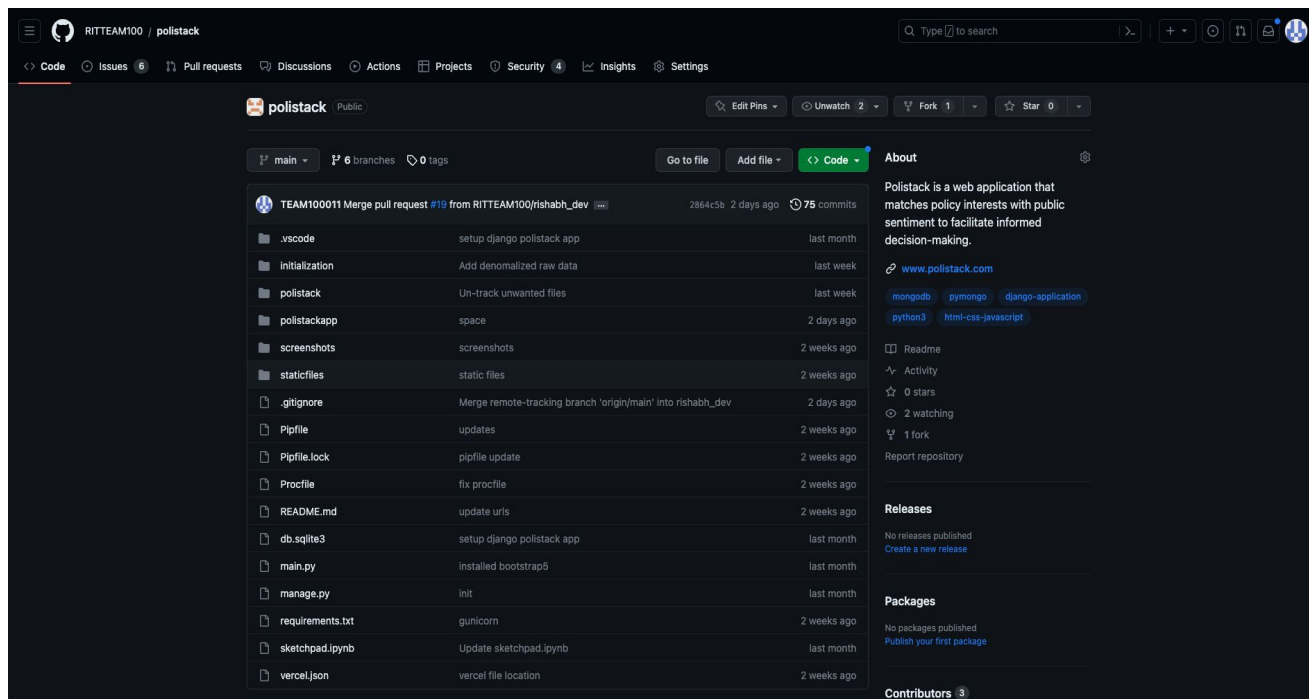 RITTEAM100 / polistack
Type / to search
Code Issues 6 Pull requests Discussions Actions Projects Security 4 Insights Settings
polistack Public
Edit Pins Unwatch 2 Fork 1 Star 0
main 6 branches 0 tags
Go to file Add file <> Code
TEAM100011 Merge pull request #19 from RITTEAM100/rishabh_dev ... 2864c5b 2 days ago 75 commits
.vscode setup django polistack app last month
initialization Add denomalized raw data last week
polistack Un-track unwanted files last week
polistackapp space 2 days ago
screenshots screenshots 2 weeks ago
staticfiles static files 2 weeks ago
.gitignore Merge remote-tracking branch 'origin/main' into rishabh_dev 2 days ago
Pipfile updates 2 weeks ago
Pipfile.lock pipfile update 2 weeks ago
Procfile fix procfile 2 weeks ago
README.md update urls 2 weeks ago
db.sqlite3 setup django polistack app last month
main.py installed bootstrap5 last month
manage.py init last month
requirements.txt gunicorn 2 weeks ago
sketchpad.ipynb Update sketchpad.ipynb last month
vercel.json vercel file location 2 weeks ago
About
Polistack is a web application that
matches policy interests with public
sentiment to facilitate informed
decision-making.
www.polistack.com
mongodb pymongo django-application
python3 html-css-javascript
Readme
Activity
0 stars
2 watching
1 fork
Report repository
Releases
No releases published
Create a new release
Packages
No packages published
Publish your first package
Contributors 3